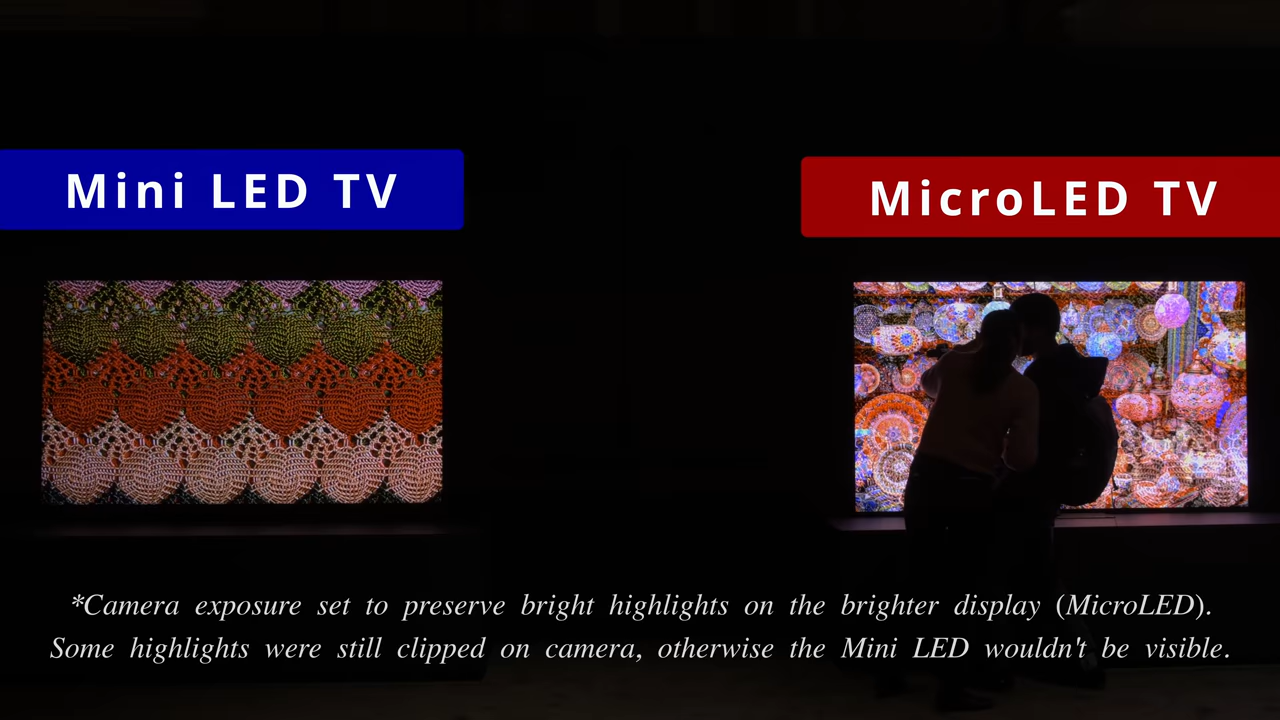 Mini LED TV
MicroLED TV
*Camera exposure set to preserve bright highlights on the brighter display (MicroLED).
Some highlights were still clipped on camera, otherwise the Mini LED wouldn't be visible.